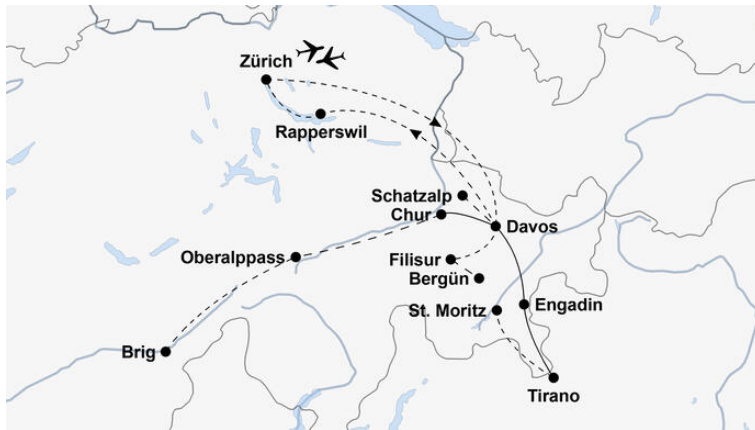 Zürich
Rapperswil
Schatzalp
Chur
Davos
Oberalppass
Filisur
Bergün
St. Moritz
Engadin
Brig
Tirano